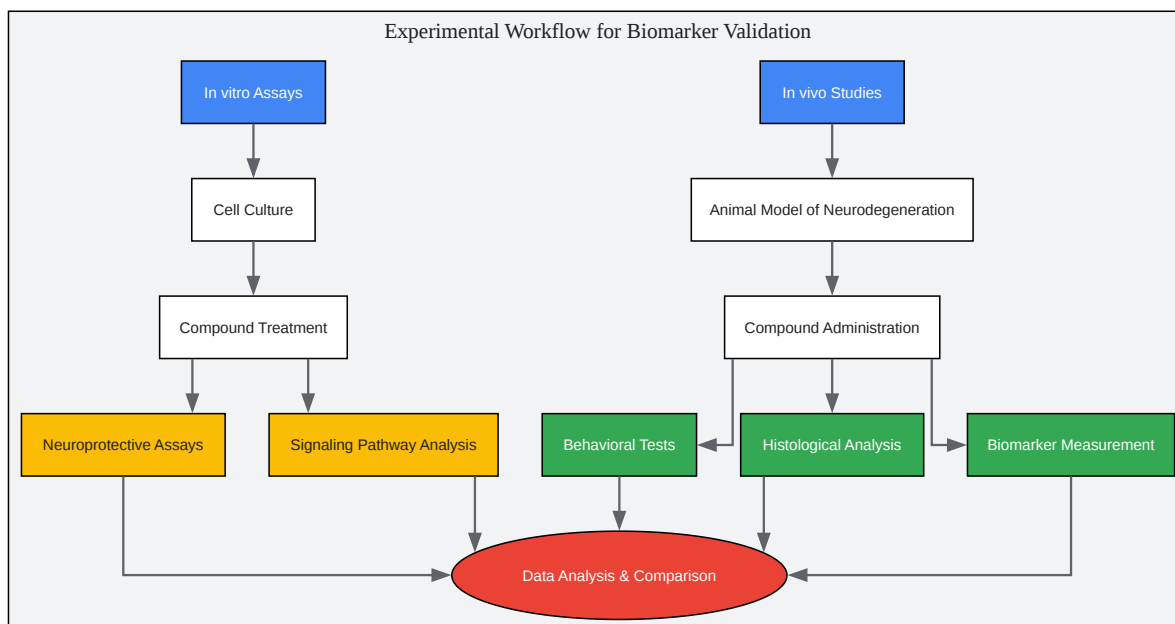 Experimental Workflow for Biomarker Validation
In vitro Assays
In vivo Studies
Cell Culture
Animal Model of Neurodegeneration
Compound Treatment
Compound Administration
Neuroprotective Assays
Signaling Pathway Analysis
Behavioral Tests
Histological Analysis
Biomarker Measurement
Data Analysis & Comparison